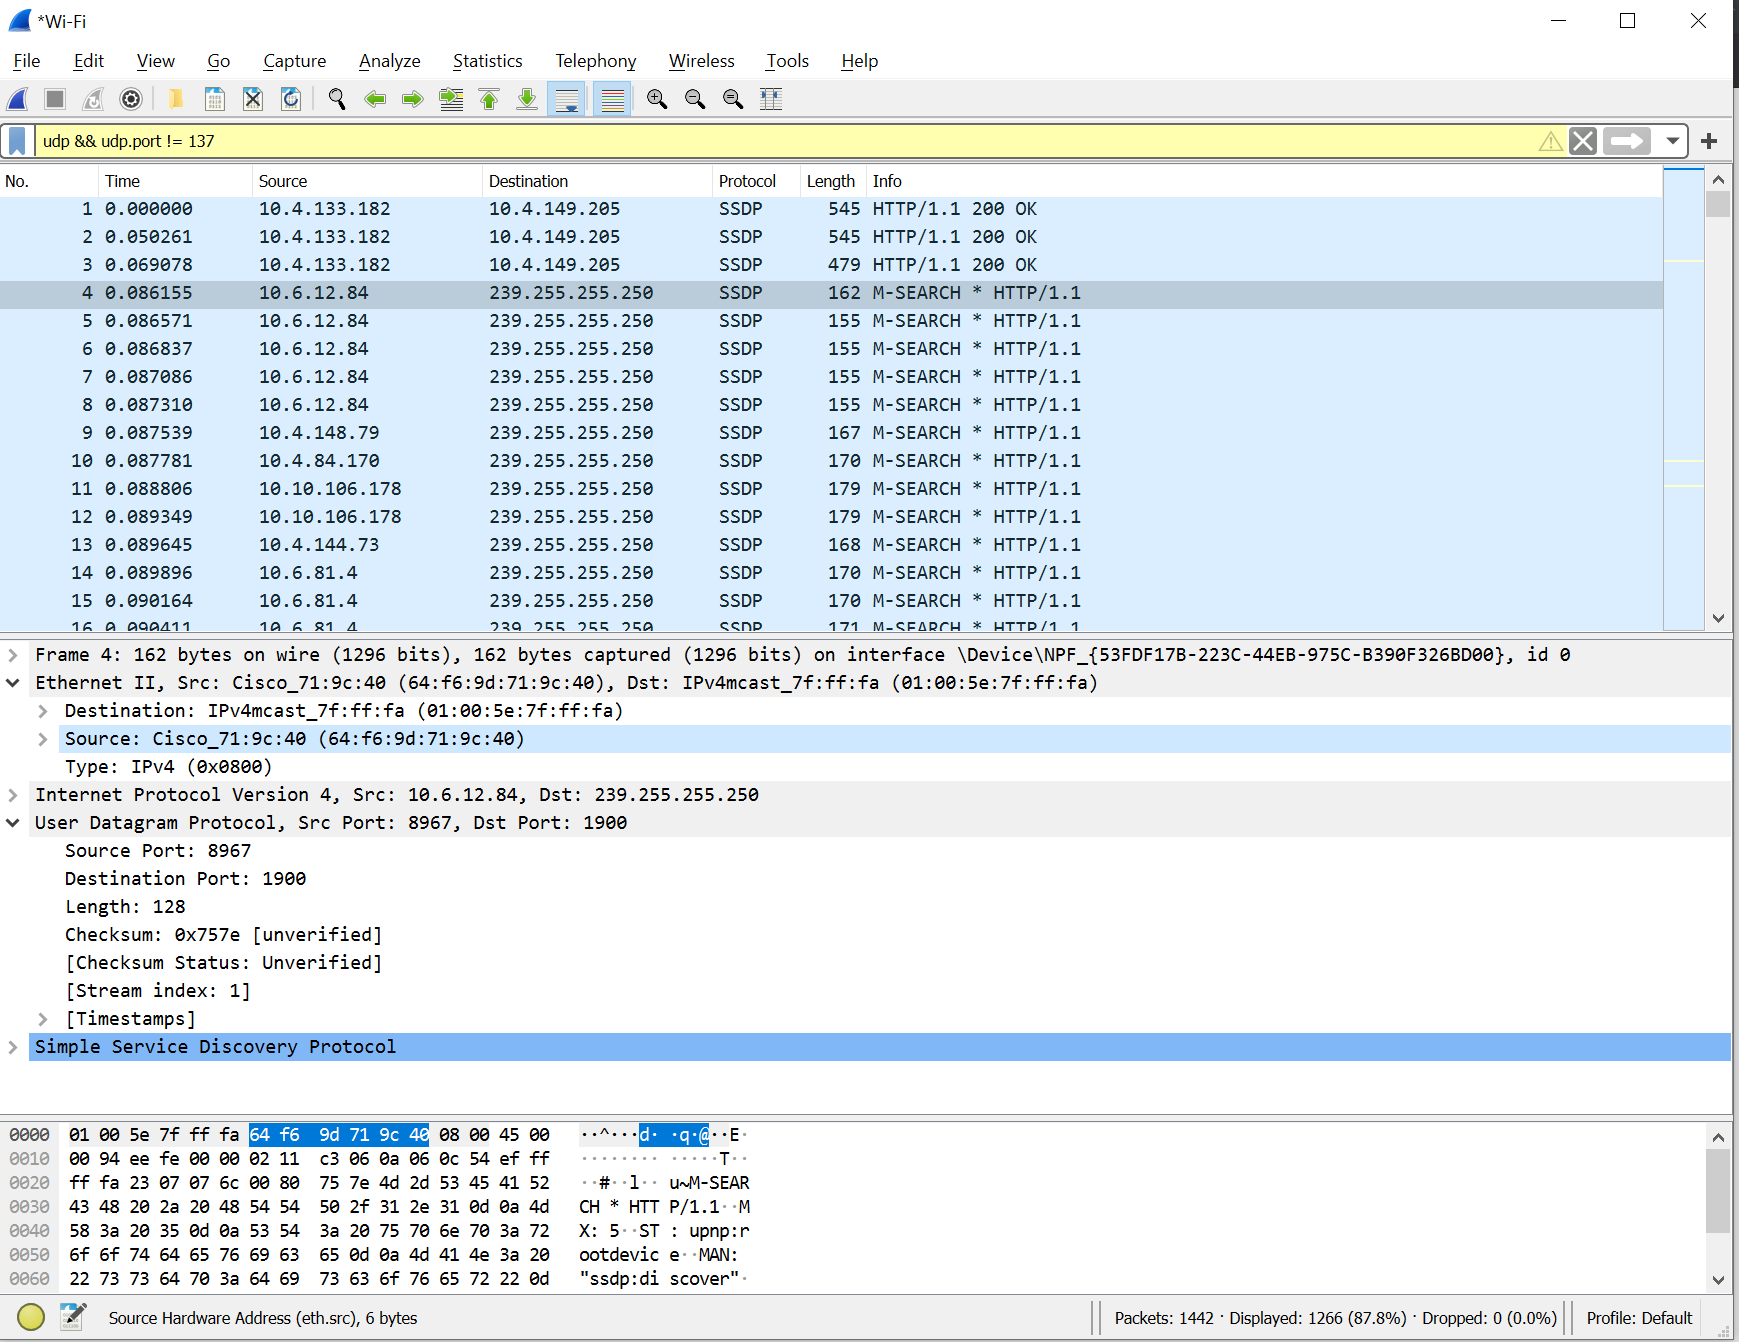 *Wi-Fi
File Edit View Go Capture Analyze Statistics Telephony Wireless Tools Help
udp && udp.port != 137
No. Time Source Destination Protocol Length Info
1 0.000000 10.4.133.182 10.4.149.205 SSDP 545 HTTP/1.1 200 OK
2 0.050261 10.4.133.182 10.4.149.205 SSDP 545 HTTP/1.1 200 OK
3 0.069078 10.4.133.182 10.4.149.205 SSDP 479 HTTP/1.1 200 OK
4 0.086155 10.6.12.84 239.255.255.250 SSDP 162 M-SEARCH * HTTP/1.1
5 0.086571 10.6.12.84 239.255.255.250 SSDP 155 M-SEARCH * HTTP/1.1
6 0.086837 10.6.12.84 239.255.255.250 SSDP 155 M-SEARCH * HTTP/1.1
7 0.087086 10.6.12.84 239.255.255.250 SSDP 155 M-SEARCH * HTTP/1.1
8 0.087310 10.6.12.84 239.255.255.250 SSDP 155 M-SEARCH * HTTP/1.1
9 0.087539 10.4.148.79 239.255.255.250 SSDP 167 M-SEARCH * HTTP/1.1
10 0.087781 10.4.84.170 239.255.255.250 SSDP 170 M-SEARCH * HTTP/1.1
11 0.088806 10.10.106.178 239.255.255.250 SSDP 179 M-SEARCH * HTTP/1.1
12 0.089349 10.10.106.178 239.255.255.250 SSDP 179 M-SEARCH * HTTP/1.1
13 0.089645 10.4.144.73 239.255.255.250 SSDP 168 M-SEARCH * HTTP/1.1
14 0.089896 10.6.81.4 239.255.255.250 SSDP 170 M-SEARCH * HTTP/1.1
15 0.090164 10.6.81.4 239.255.255.250 SSDP 170 M-SEARCH * HTTP/1.1
16 0.090411 10.6.81.4 239.255.255.250 SSDP 171 M-SEARCH * HTTP/1.1
Frame 4: 162 bytes on wire (1296 bits), 162 bytes captured (1296 bits) on interface \Device\NPF_{53FDF17B-223C-44EB-975C-B390F326BD00}, id 0
Ethernet II, Src: Cisco_71:9c:40 (64:f6:9d:71:9c:40), Dst: IPv4mcast_7f:ff:fa (01:00:5e:7f:ff:fa)
Destination: IPv4mcast_7f:ff:fa (01:00:5e:7f:ff:fa)
Source: Cisco_71:9c:40 (64:f6:9d:71:9c:40)
Type: IPv4 (0x0800)
Internet Protocol Version 4, Src: 10.6.12.84, Dst: 239.255.255.250
User Datagram Protocol, Src Port: 8967, Dst Port: 1900
Source Port: 8967
Destination Port: 1900
Length: 128
Checksum: 0x757e [unverified]
[Checksum Status: Unverified]
[Stream index: 1]
[Timestamps]
Simple Service Discovery Protocol
0000 01 00 5e 7f ff fa 64 f6 9d 71 9c 40 08 00 45 00 ··^···d· ·q·@··E·
0010 00 94 ee fe 00 00 02 11 c3 06 0a 06 0c 54 ef ff ········ ·····T··
0020 ff fa 23 07 07 6c 00 80 75 7e 4d 2d 53 45 41 52 ··#··l·· u~M-SEAR
0030 43 48 20 2a 20 48 54 54 50 2f 31 2e 31 0d 0a 4d CH * HTT P/1.1··M
0040 58 3a 20 35 0d 0a 53 54 3a 20 75 70 6e 70 3a 72 X: 5··ST : upnp:r
0050 6f 6f 74 64 65 76 69 63 65 0d 0a 4d 41 4e 3a 20 ootdevic e··MAN:
0060 22 73 73 64 70 3a 64 69 73 63 6f 76 65 72 22 0d "ssdp:di scover"·
Source Hardware Address (eth.src), 6 bytes
Packets: 1442 · Displayed: 1266 (87.8%) · Dropped: 0 (0.0%)
Profile: Default